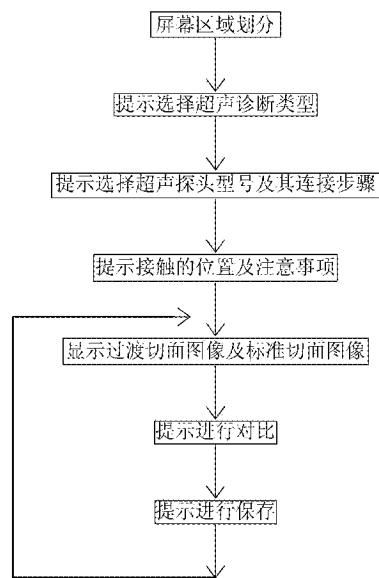 屏幕区域划分
提示选择超声诊断类型
提示选择超声探头型号及其连接步骤
提示接触的位置及注意事项
显示过渡切面图像及标准切面图像
提示进行对比
提示进行保存